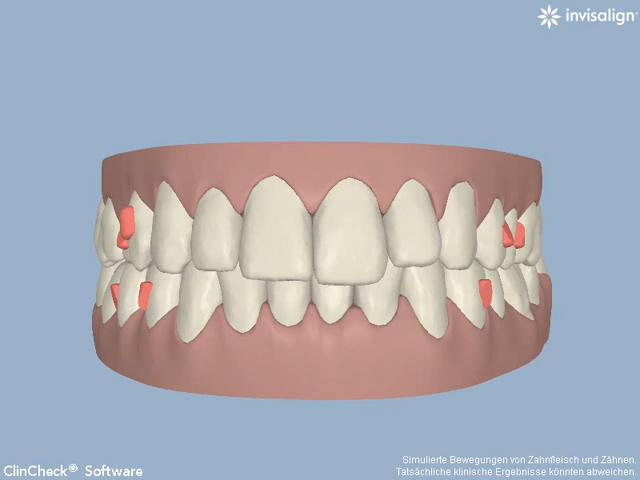 invisalign
Simulierte Bewegungen von Zahnfleisch und Zähnen.
ClinCheck® Software
Tatsächliche klinische Ergebnisse könnten abweichen.